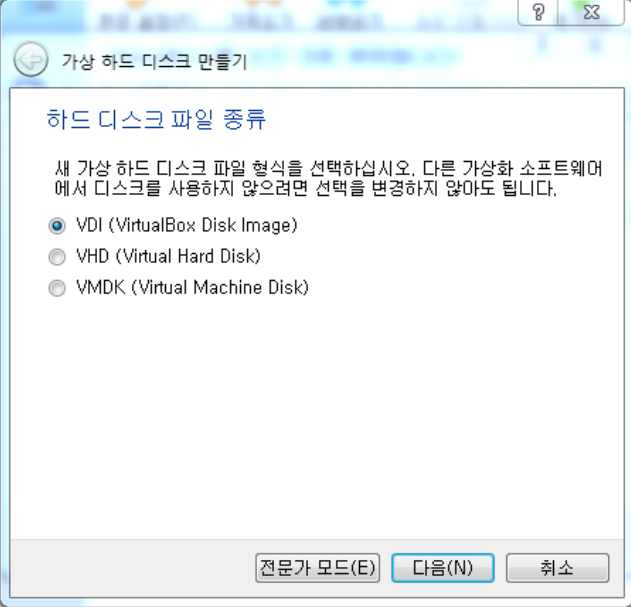 ?
가상 하드 디스크 만들기
하드 디스크 파일 종류
새 가상 하드 디스크 파일 형식을 선택하십시오. 다른 가상화 소프트웨어
에서 디스크를 사용하지 않으려면 선택을 변경하지 않아도 됩니다.
VDI (VirtualBox Disk Image)
VHD (Virtual Hard Disk)
VMDK (Virtual Machine Disk)
전문가 모드(E) 다음(N) 취소